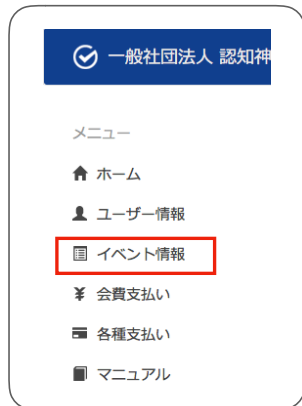 一般社団法人 認知神
メニュー
ホーム
ユーザー情報
イベント情報
会費支払い
各種支払い
マニュアル